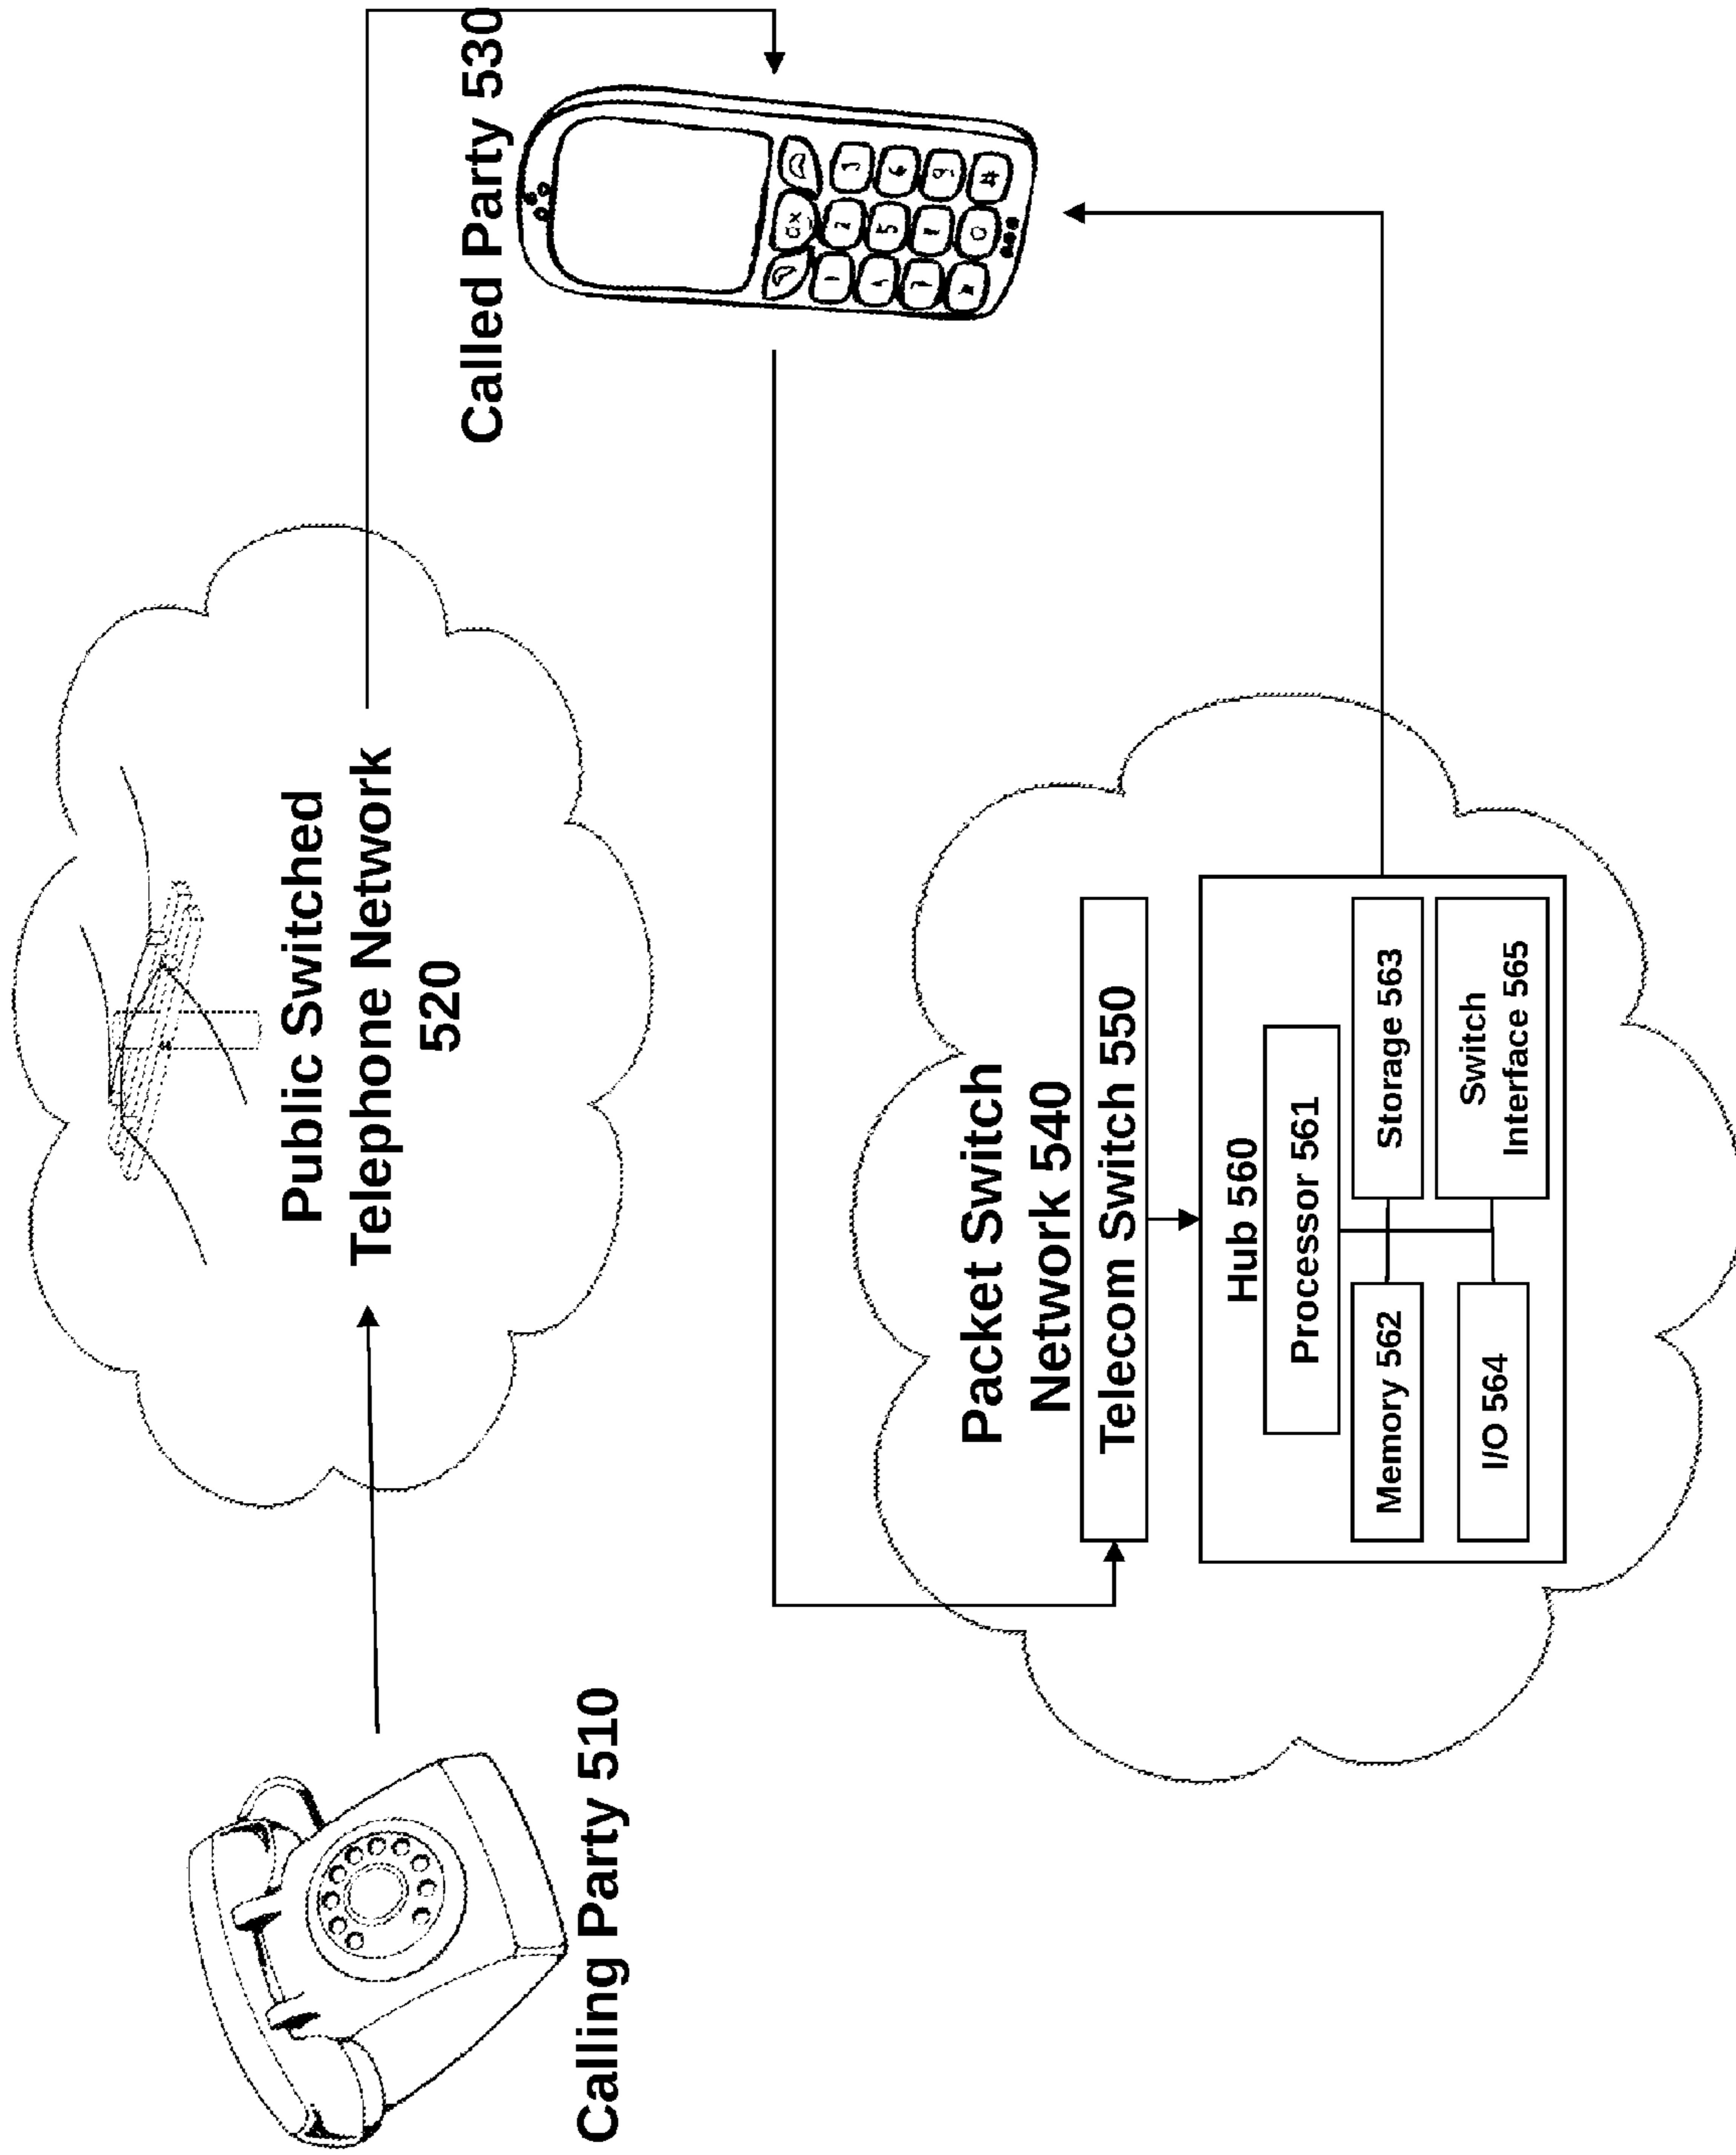 Public Switched
Telephone Network
520
Calling Party 510
Called Party 530
Packet Switch
Network 540
Telecom Switch 550
Hub 560
Processor 561
Memory 562
Storage 563
I/O 564
Switch
Interface 565